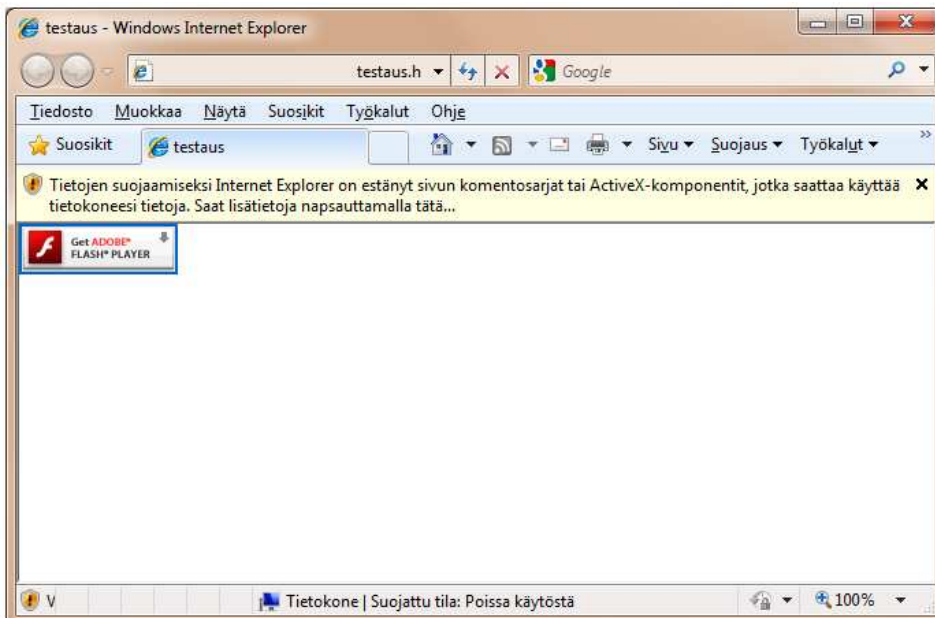 testaus - Windows Internet Explorer
testaus.h
Google
Tiedosto Muokkaa Näytä Suosikit Työkalut Ohje
Suosikit testaus Sivu Suojaus Työkalut
Tietojen suojaamiseksi Internet Explorer on estänyt sivun komentosarjat tai ActiveX-komponentit, jotka saattaa käyttää
tietokoneesi tietoja. Saat lisätietoja napsauttamalla tätä...
Get ADOBE®
FLASH® PLAYER
V Tietokone | Suojattu tila: Poissa käytöstä 100%